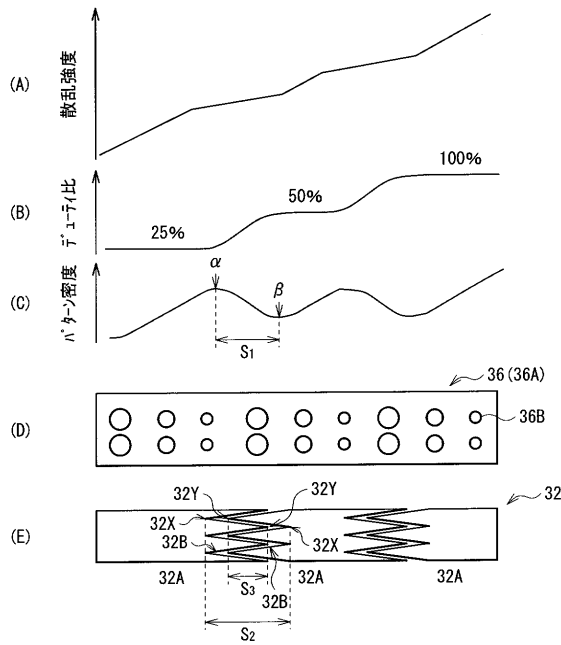 (A)
散乱強度
(B)
デューティ比
25%
50%
100%
(C)
パターン密度
α
β
S1
(D)
36(36A)
36B
(E)
32
32Y
32Y
32X
32X
32B
32B
32A
32A
32A
S3
S2